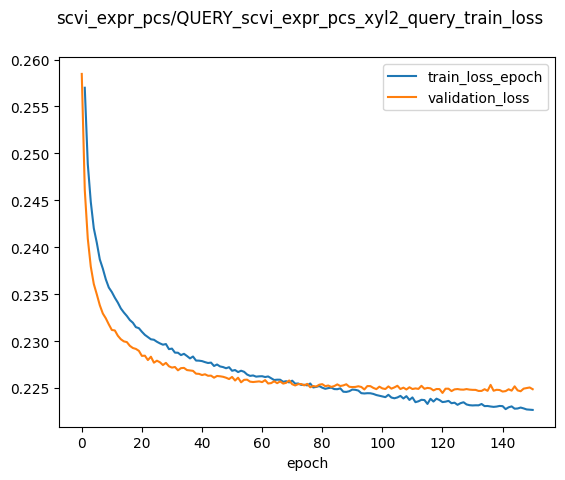 scvi_expr_pcs/QUERY_scvi_expr_pcs_xyl2_query_train_loss
train_loss_epoch
validation_loss
0.260
0.255
0.250
0.245
0.240
0.235
0.230
0.225
0 20 40 60 80 100 120 140
epoch